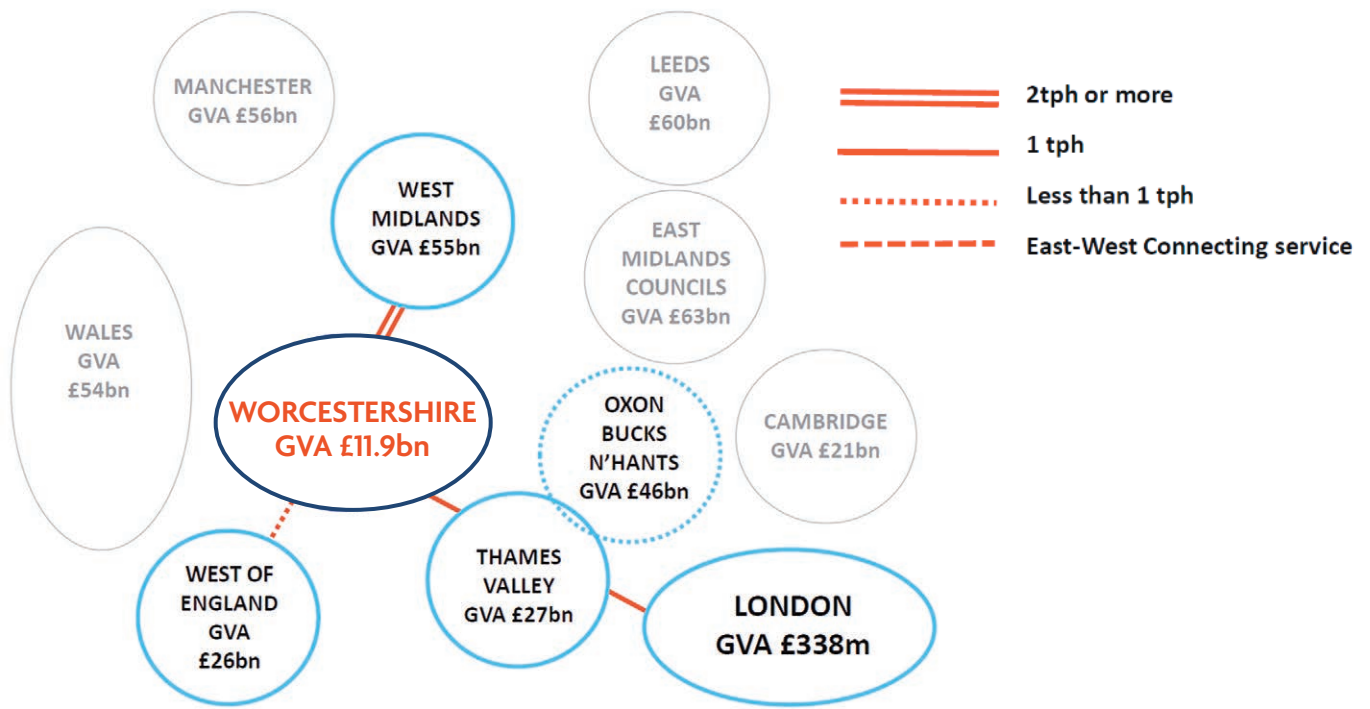 MANCHESTER
GVA £56bn
LEEDS
GVA
£60bn
2tph or more
1 tph
Less than 1 tph
East-West Connecting service
WEST
MIDLANDS
GVA £55bn
EAST
MIDLANDS
COUNCILS
GVA £63bn
WALES
GVA
£54bn
WORCESTERSHIRE
GVA £11.9bn
OXON
BUCKS
N’HANTS
GVA £46bn
CAMBRIDGE
GVA £21bn
WEST OF
ENGLAND
GVA
£26bn
THAMES
VALLEY
GVA £27bn
LONDON
GVA £338m